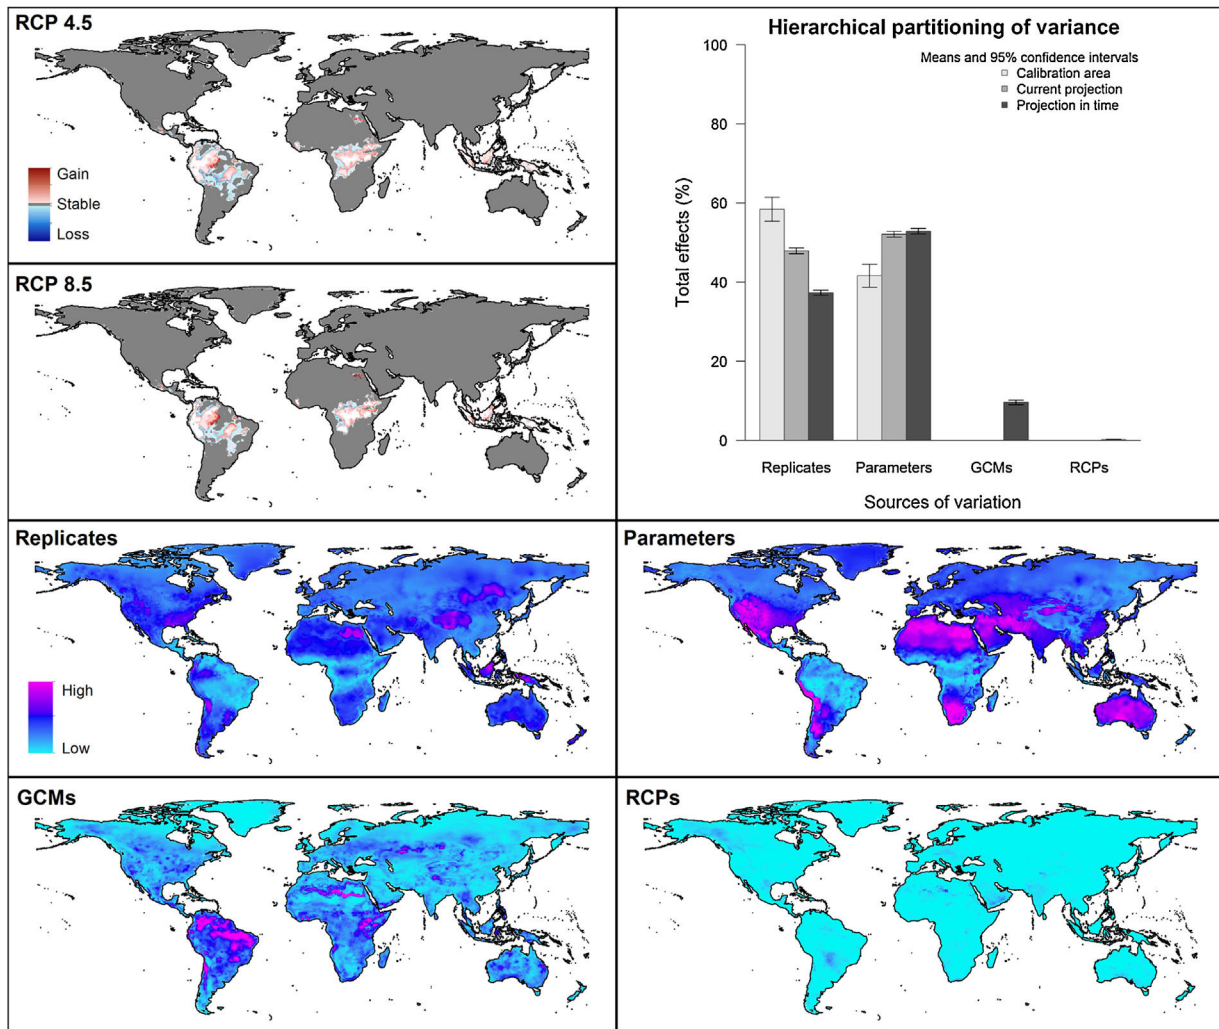 RCP 4.5
Gain
Stable
Loss
RCP 8.5
Hierarchical partitioning of variance
Means and 95% confidence intervals
Calibration area
Current projection
Projection in time
Total effects (%)
100
80
60
40
20
0
Replicates Parameters GCMs RCPs
Sources of variation
Replicates
High
Low
Parameters
GCMs
RCPs